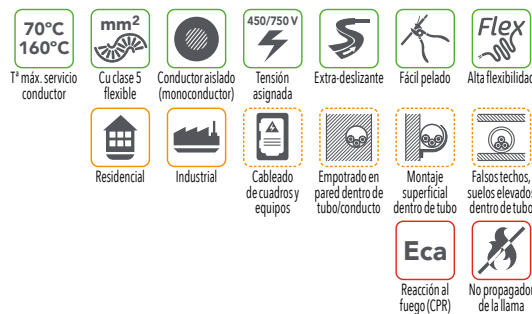 70°C
160°C
mm²
450/750 V
Flex
Tª máx. servicio
conductor
Cu clase 5
flexible
Conductor aislado
(monoconductor)
Tensión
asignada
Extra-deslizante
Fácil pelado
Alta flexibilidad
Residencial
Industrial
Cableado
de cuadros y
equipos
Empotrado en
pared dentro de
tubo/conducto
Montaje
superficial
dentro de tubo
Falsos techos,
suelos elevados
dentro de tubo
Eca
Reacción al
fuego (CPR)
No propagador
de la llama